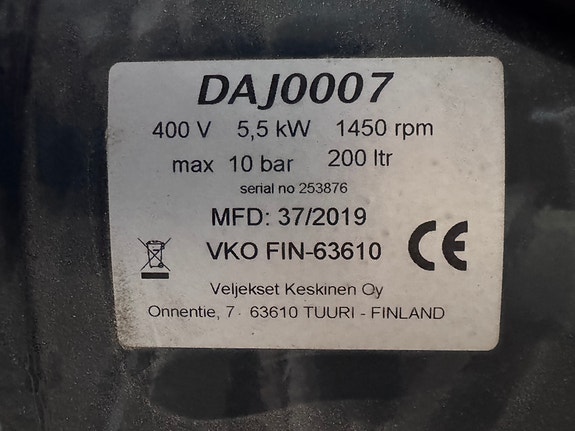 DAJ0007
400 V 5,5 kW 1450 rpm
max 10 bar 200 ltr
serial no 253876
MFD: 37/2019
VKO FIN-63610 CE
Veljekset Keskinen Oy
Onnentie, 7 63610 TUURI - FINLAND